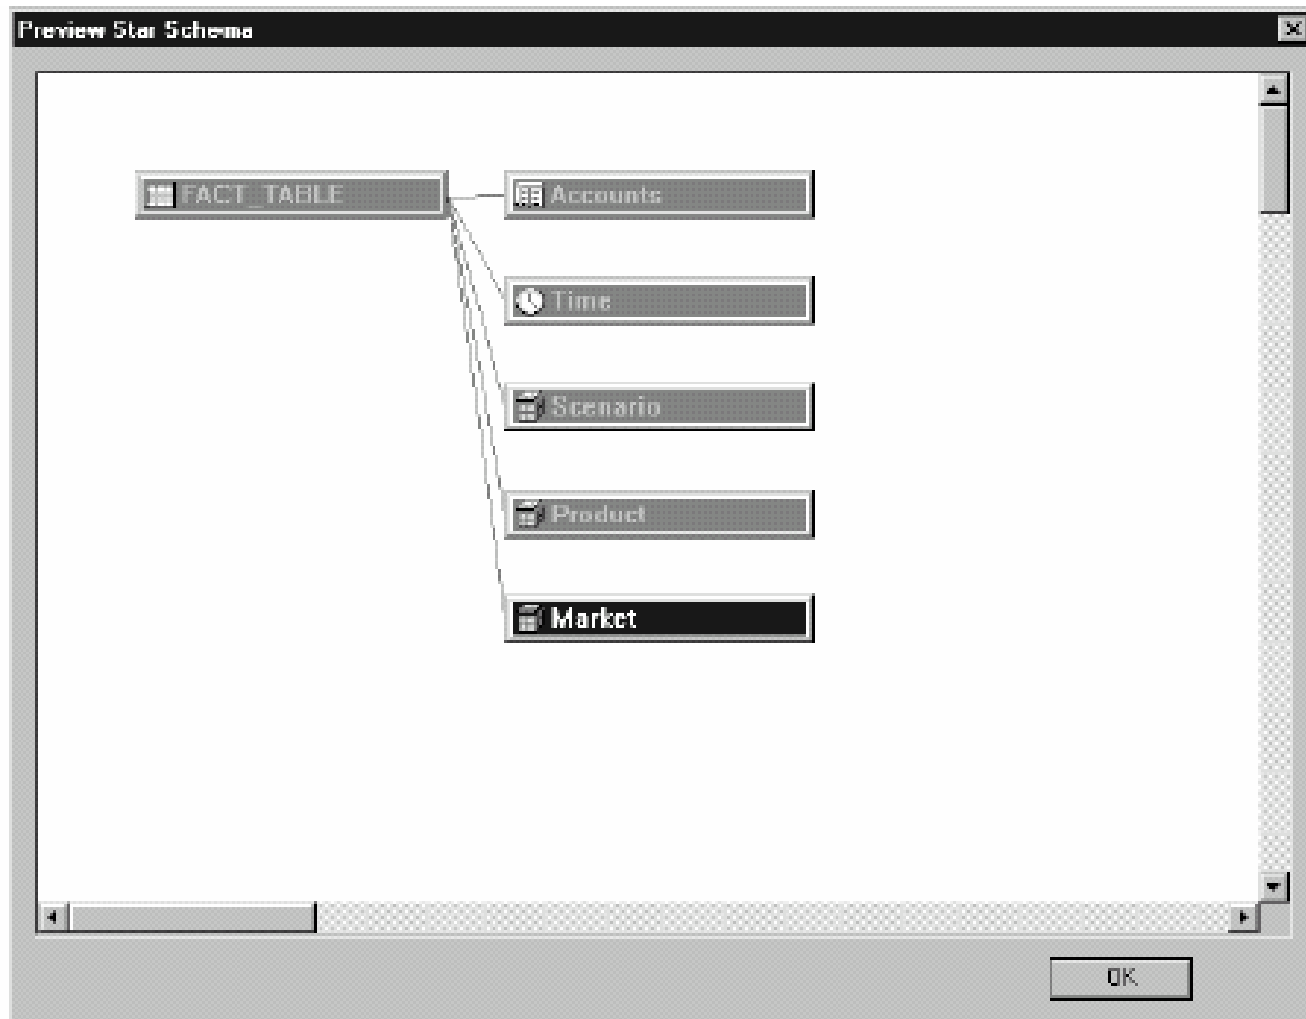 Preview Star Schema
FACT_TABLE
Accounts
Time
Scenario
Product
Market
OK